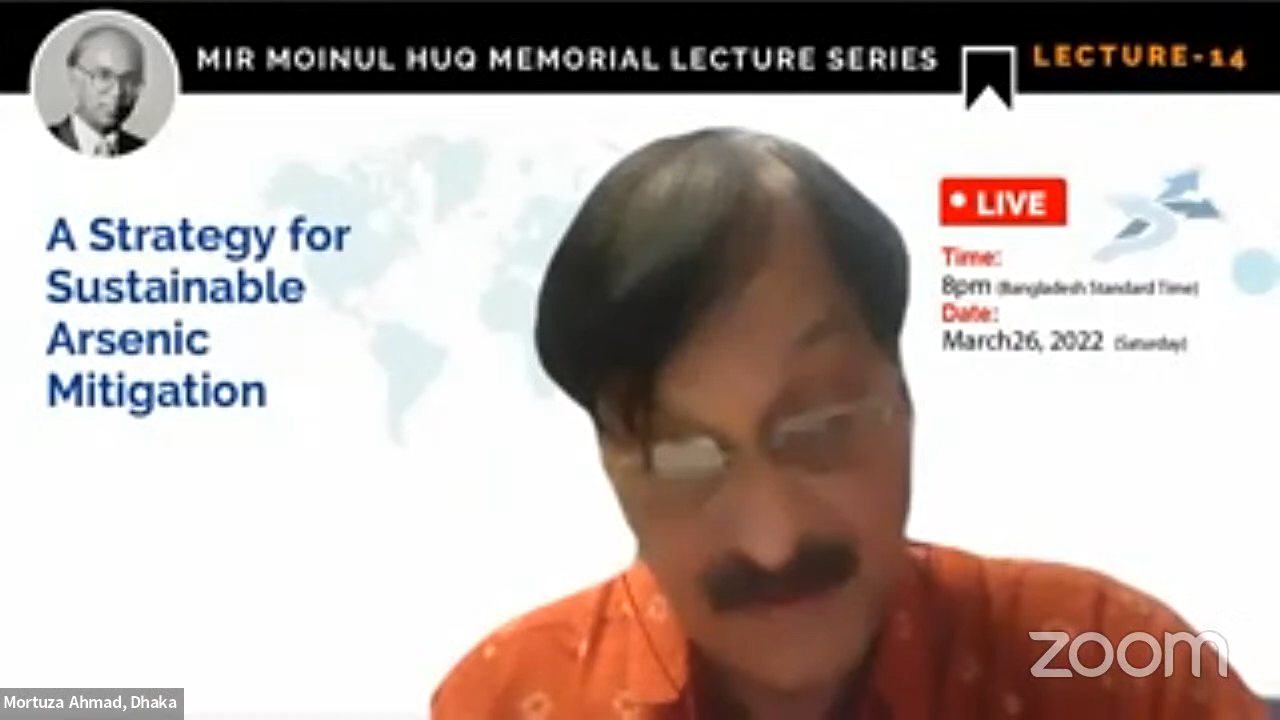 MIR MOINUL HUQ MEMORIAL LECTURE SERIES
LECTURE-14
A Strategy for
Sustainable
Arsenic
Mitigation
LIVE
Time:
8pm (Bangladesh Standard Time)
Date:
March26, 2022 (Saturday)
zoom
Mortuza Ahmad, Dhaka